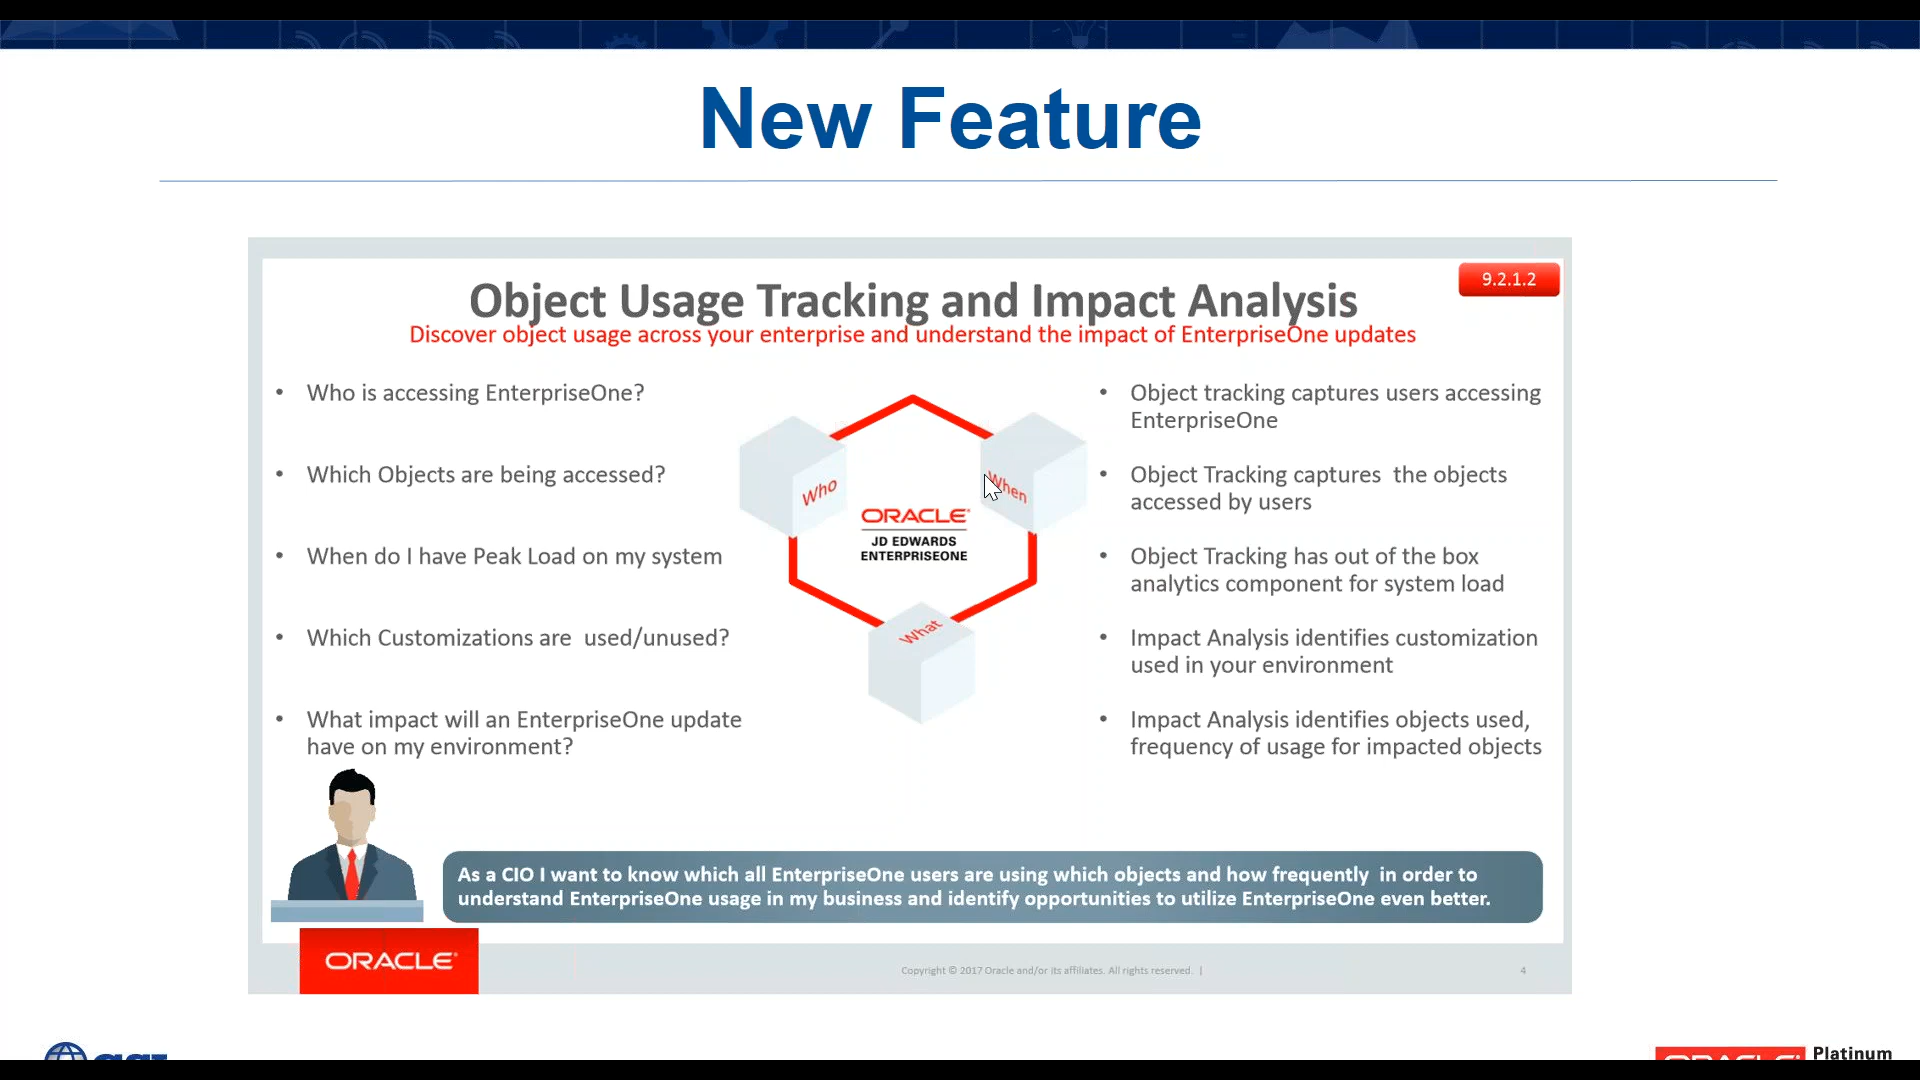 New Feature
9.2.1.2
Object Usage Tracking and Impact Analysis
Discover object usage across your enterprise and understand the impact of EnterpriseOne updates
• Who is accessing EnterpriseOne?
• Which Objects are being accessed?
• When do I have Peak Load on my system
• Which Customizations are used/unused?
• What impact will an EnterpriseOne update
have on my environment?
Who
When
What
ORACLE
JD EDWARDS
ENTERPRISEONE
• Object tracking captures users accessing
EnterpriseOne
• Object Tracking captures the objects
accessed by users
• Object Tracking has out of the box
analytics component for system load
• Impact Analysis identifies customization
used in your environment
• Impact Analysis identifies objects used,
frequency of usage for impacted objects
As a CIO I want to know which all EnterpriseOne users are using which objects and how frequently in order to
understand EnterpriseOne usage in my business and identify opportunities to utilize EnterpriseOne even better.
ORACLE
Copyright © 2017 Oracle and/or its affiliates. All rights reserved. |
4
ORACLE Platinum